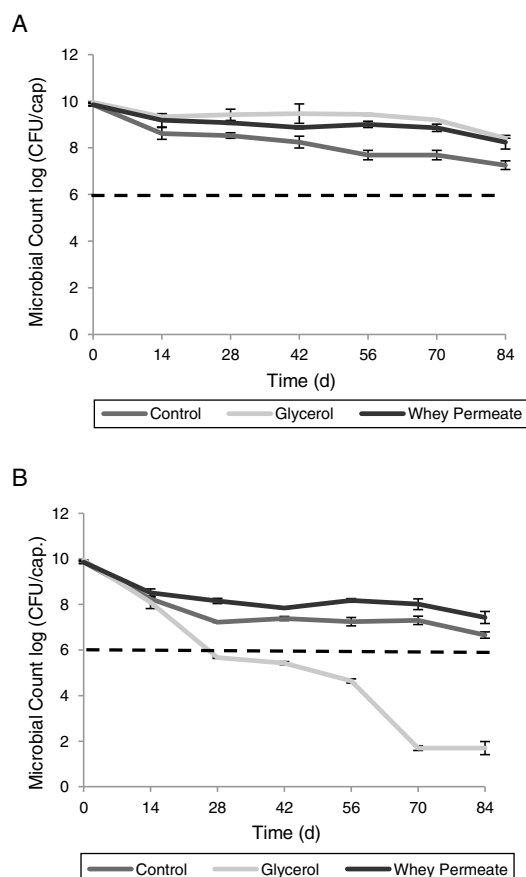 A
Microbial Count log (CFU/cap)
12
10
8
6
4
2
0
0 14 28 42 56 70 84
Time (d)
Control Glycerol Whey Permeate
B
Microbial Count log (CFU/cap.)
12
10
8
6
4
2
0
0 14 28 42 56 70 84
Time (d)
Control Glycerol Whey Permeate